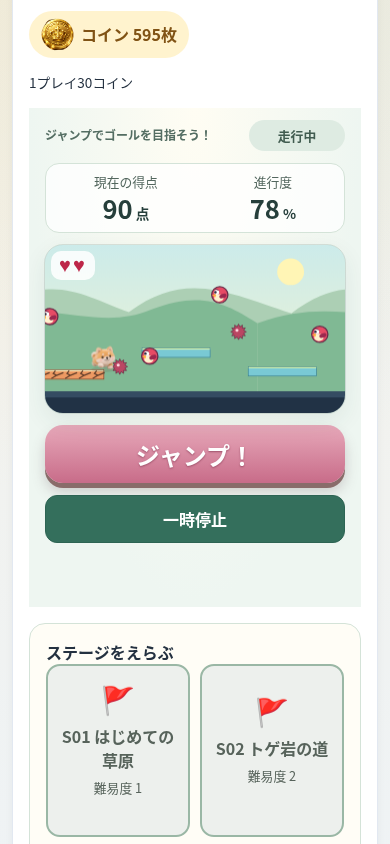 コイン 595枚
1プレイ30コイン
ジャンプでゴールを目指そう！
走行中
現在の得点
進行度
90 点
78 %
♥♥
ジャンプ！
一時停止
ステージをえらぶ
S01 はじめての
草原
難易度 1
S02 トゲ岩の道
難易度 2